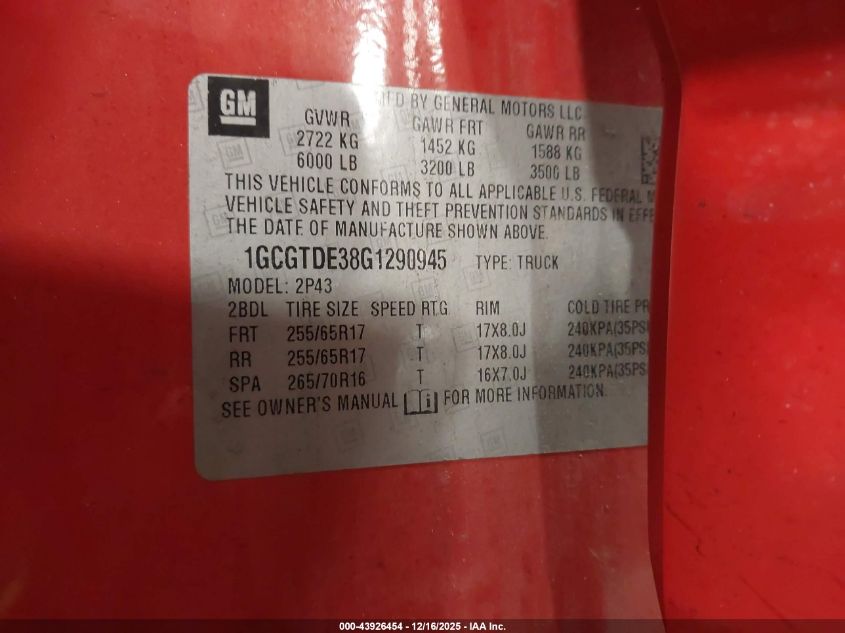 GM
MFD BY GENERAL MOTORS LLC
GVWR GAWR FRT GAWR RR
2722 KG 1452 KG 1588 KG
6000 LB 3200 LB 3500 LB
THIS VEHICLE CONFORMS TO ALL APPLICABLE U.S. FEDERAL M
VEHICLE SAFETY AND THEFT PREVENTION STANDARDS IN EFFE
THE DATE OF MANUFACTURE SHOWN ABOVE.
1GCGTDE38G1290945 TYPE: TRUCK
MODEL: 2P43
2BDL TIRE SIZE SPEED RTG RIM COLD TIRE PR
FRT 255/65R17 T 17X8.0J 240KPA(35PS
RR 255/65R17 T 17X8.0J 240KPA(35PS
SPA 265/70R16 T 16X7.0J 240KPA(35PS
SEE OWNER'S MANUAL FOR MORE INFORMATION.
000-43926454 - 12/16/2025 - IAA Inc.